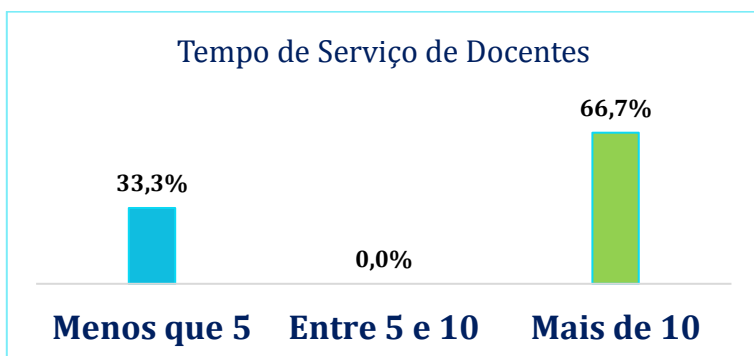 Tempo de Serviço de Docentes
66,7%
33,3%
0,0%
Menos que 5 Entre 5 e 10 Mais de 10